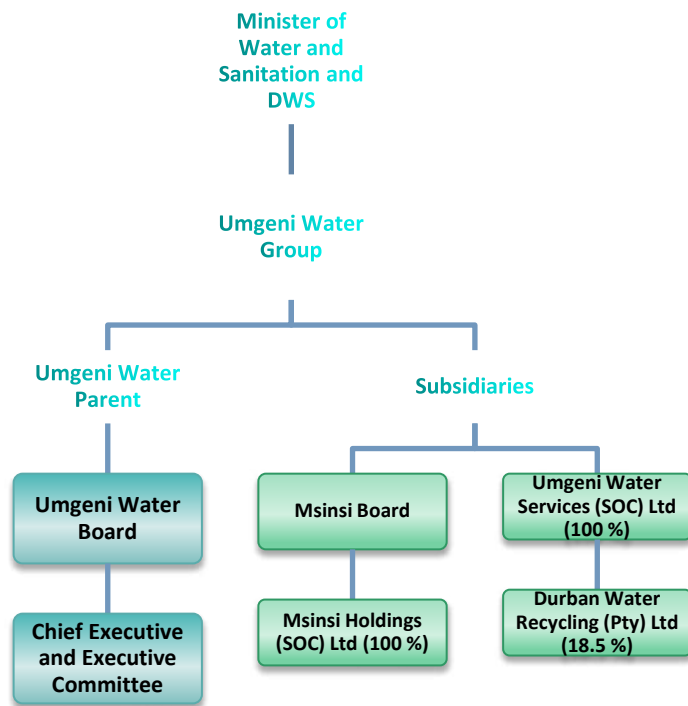 Minister of
Water and
Sanitation and
DWS
Umgeni Water
Group
Umgeni Water
Parent
Subsidiaries
Umgeni Water
Board
Msinsi Board
Umgeni Water
Services (SOC) Ltd
(100 %)
Chief Executive
and Executive
Committee
Msinsi Holdings
(SOC) Ltd (100 %)
Durban Water
Recycling (Pty) Ltd
(18.5 %)